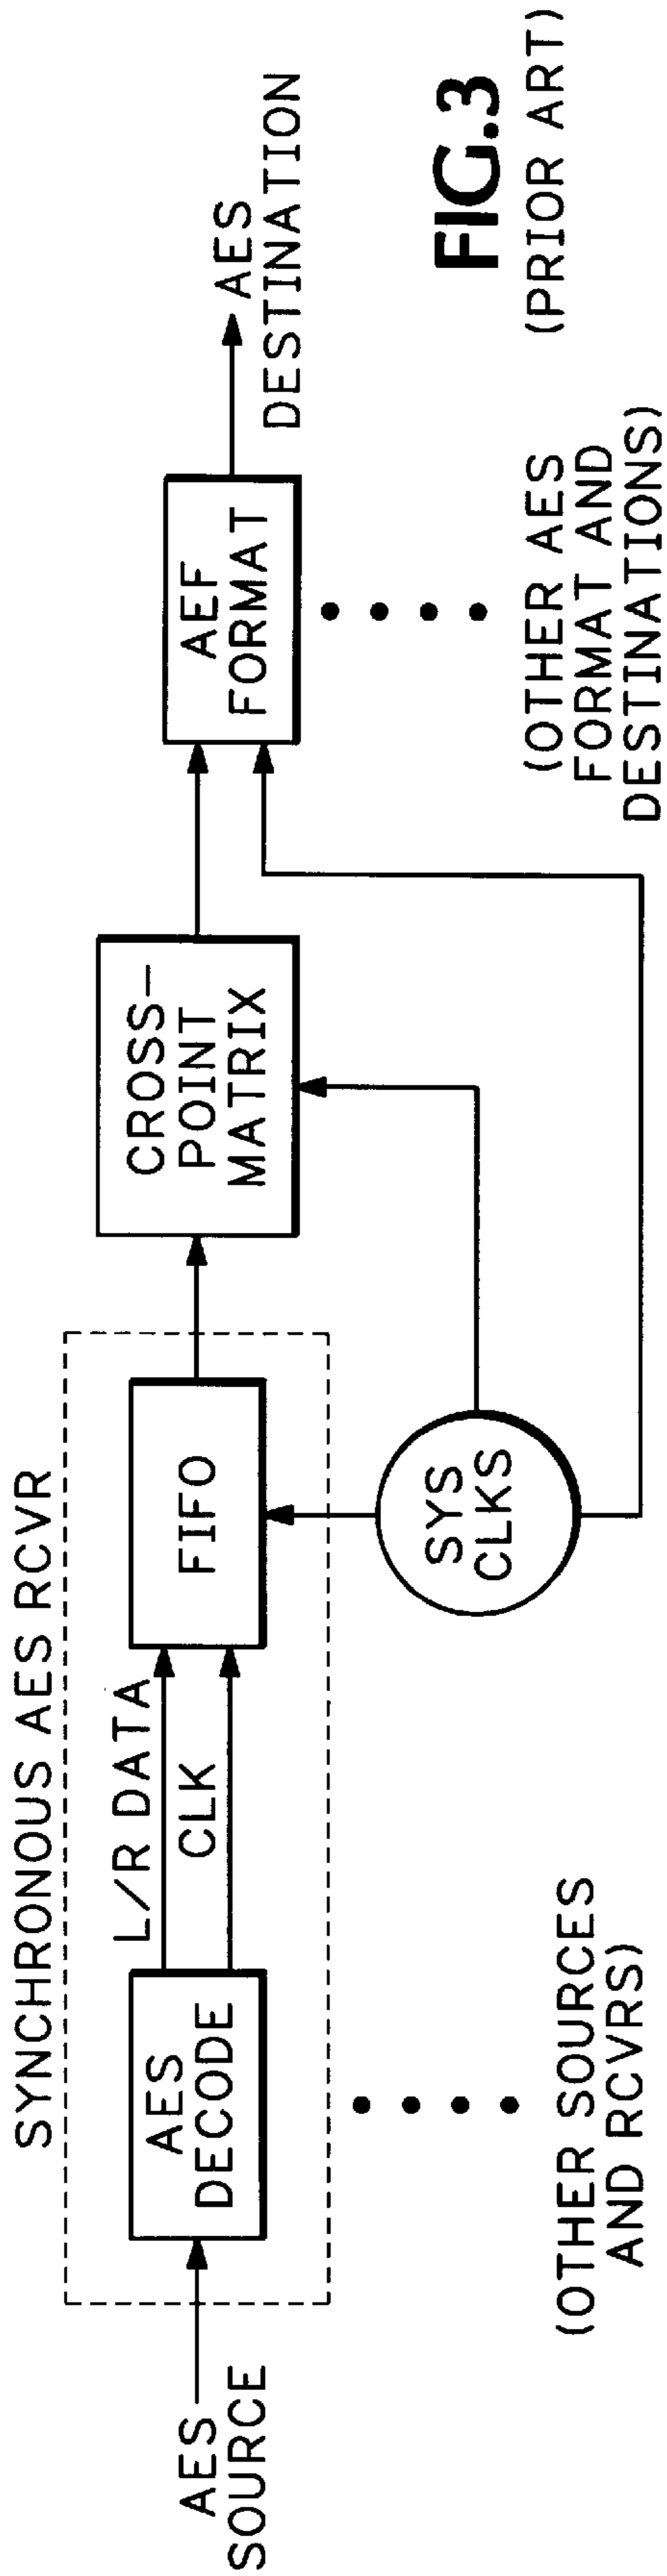 SYNCHRONOUS AES RCVR
AES
SOURCE
AES
DECODE
L/R DATA
CLK
FIFO
CROSS-
POINT
MATRIX
AEF
FORMAT
AES
DESTINATION
SYS
CLKS
(OTHER SOURCES
AND RCVRS)
(OTHER AES
FORMAT AND
DESTINATIONS)
FIG.3
(PRIOR ART)